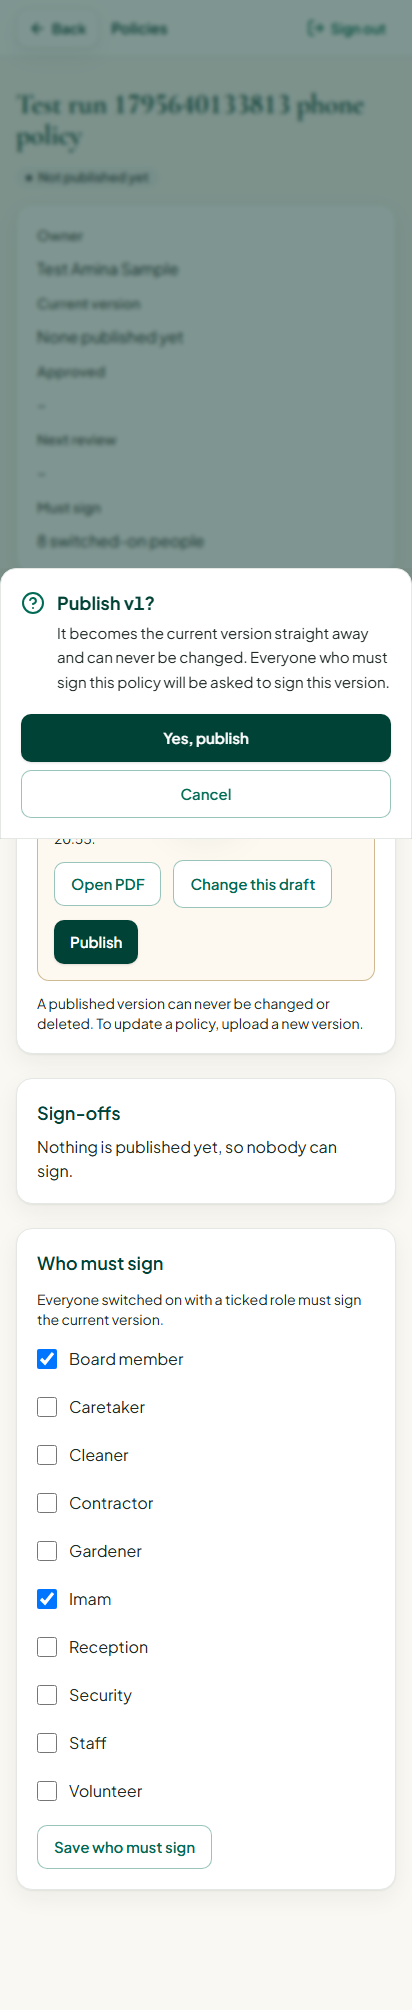 Back Policies Sign out
Test run 1795640133813 phone
policy
Not published yet
Owner
Test Amina Sample
Current version
None published yet
Approved
–
Next review
–
Must sign
8 switched-on people
Publish v1?
It becomes the current version straight away
and can never be changed. Everyone who must
sign this policy will be asked to sign this version.
Yes, publish
Cancel
Open PDF Change this draft
Publish
A published version can never be changed or
deleted. To update a policy, upload a new version.
Sign-offs
Nothing is published yet, so nobody can
sign.
Who must sign
Everyone switched on with a ticked role must sign
the current version.
Board member
Caretaker
Cleaner
Contractor
Gardener
Imam
Reception
Security
Staff
Volunteer
Save who must sign